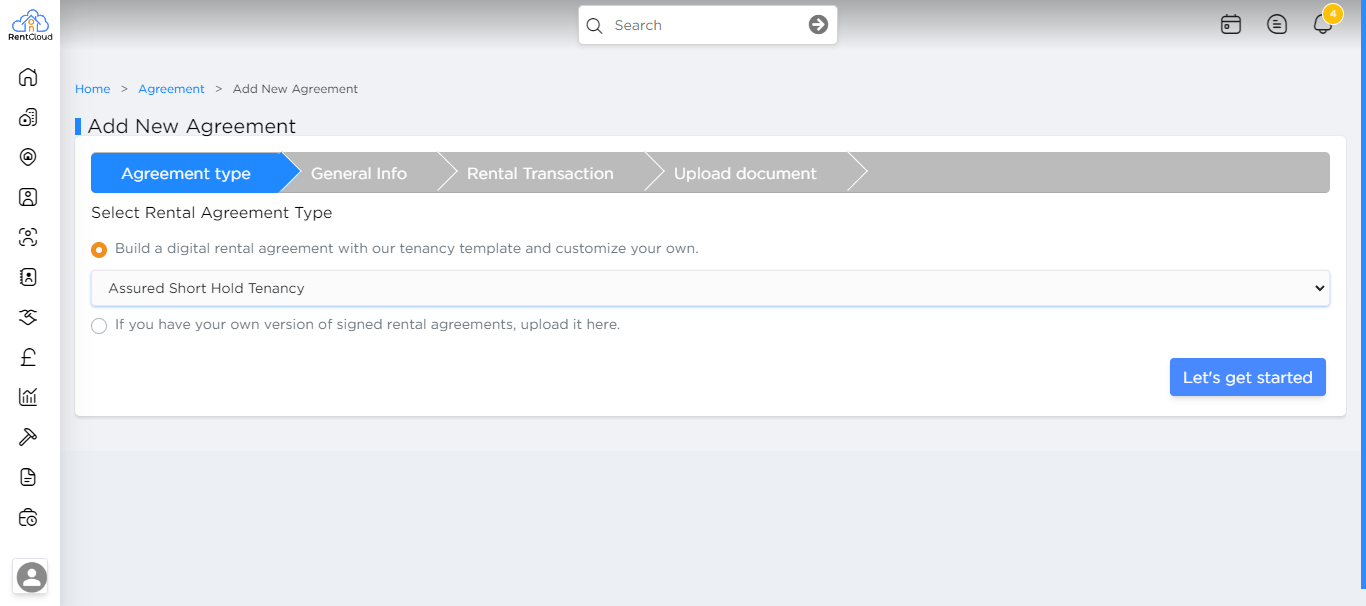 RentCloud
Search
4
Home > Agreement > Add New Agreement
Add New Agreement
Agreement type General Info Rental Transaction Upload document
Select Rental Agreement Type
Build a digital rental agreement with our tenancy template and customize your own.
Assured Short Hold Tenancy
If you have your own version of signed rental agreements, upload it here.
Let's get started